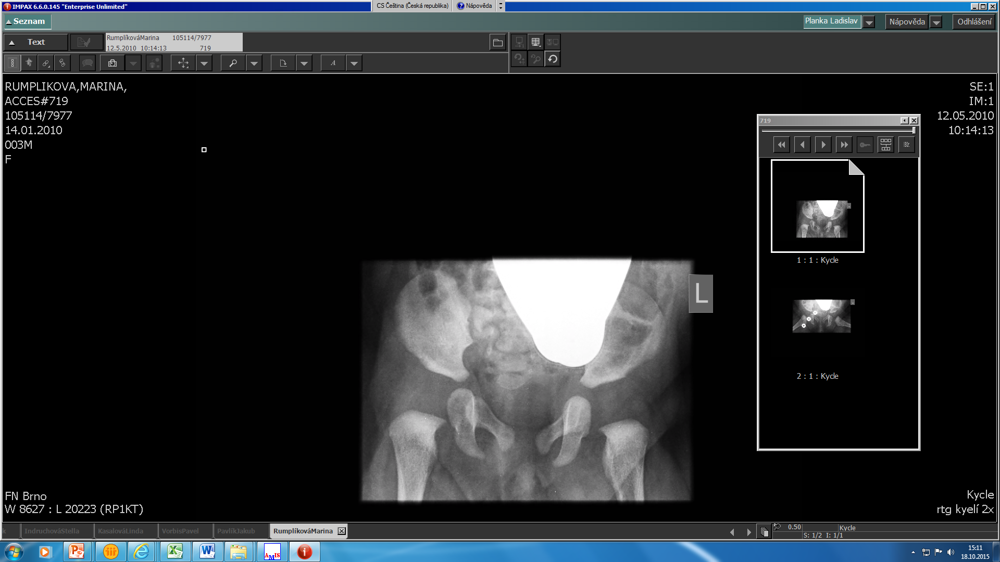 IMPAX 6.6.0.145 "Enterprise Unlimited"
CS Čeština (Česká republika)
Nápověda
Seznam
Planka Ladislav
Nápověda
Odhlášení
Text
RumplíkováMarina 105114/7977
12.5.2010 10:14:13 719
A
RUMPLIKOVA,MARINA,
ACCES#719
105114/7977
14.01.2010
003M
F
SE:1
IM:1
12.05.2010
10:14:13
719
1 : 1 : Kycle
2 : 1 : Kycle
L
FN Brno
W 8627 : L 20223 (RP1KT)
Kycle
rtg kyelí 2x
k
IndruchováStella
KasalováLinda
VorbisPavel
PavlíkJakub
RumplíkováMarina
0.50
Kycle
S: 1/2 I: 1/1
AMIS
15:11
18.10.2015